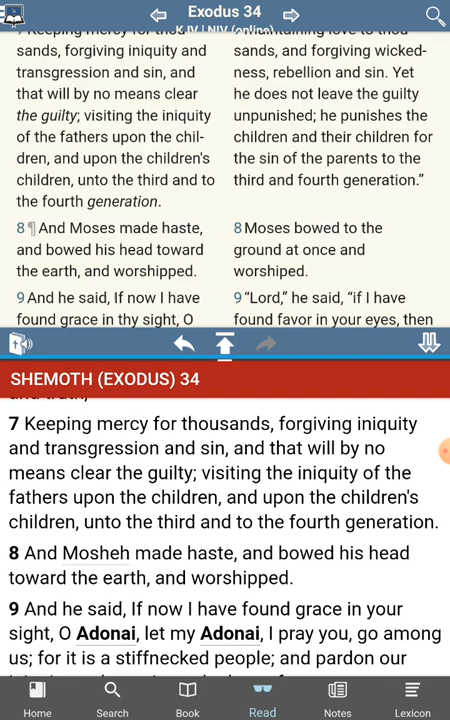 Exodus 34
KJV | NIV (online)
7 Keeping mercy for thou-
sands, forgiving iniquity and
transgression and sin, and
that will by no means clear
the guilty; visiting the iniquity
of the fathers upon the chil-
dren, and upon the children's
children, unto the third and to
the fourth generation.
8 ¶ And Moses made haste,
and bowed his head toward
the earth, and worshipped.
9 And he said, If now I have
found grace in thy sight, O
maintaining love to thou-
sands, and forgiving wicked-
ness, rebellion and sin. Yet
he does not leave the guilty
unpunished; he punishes the
children and their children for
the sin of the parents to the
third and fourth generation.”
8 Moses bowed to the
ground at once and
worshiped.
9 “Lord,” he said, “if I have
found favor in your eyes, then
SHEMOTH (EXODUS) 34
and truth,
7 Keeping mercy for thousands, forgiving iniquity
and transgression and sin, and that will by no
means clear the guilty; visiting the iniquity of the
fathers upon the children, and upon the children's
children, unto the third and to the fourth generation.
8 And Mosheh made haste, and bowed his head
toward the earth, and worshipped.
9 And he said, If now I have found grace in your
sight, O Adonai, let my Adonai, I pray you, go among
us; for it is a stiffnecked people; and pardon our
Home
Search
Book
Read
Notes
Lexicon